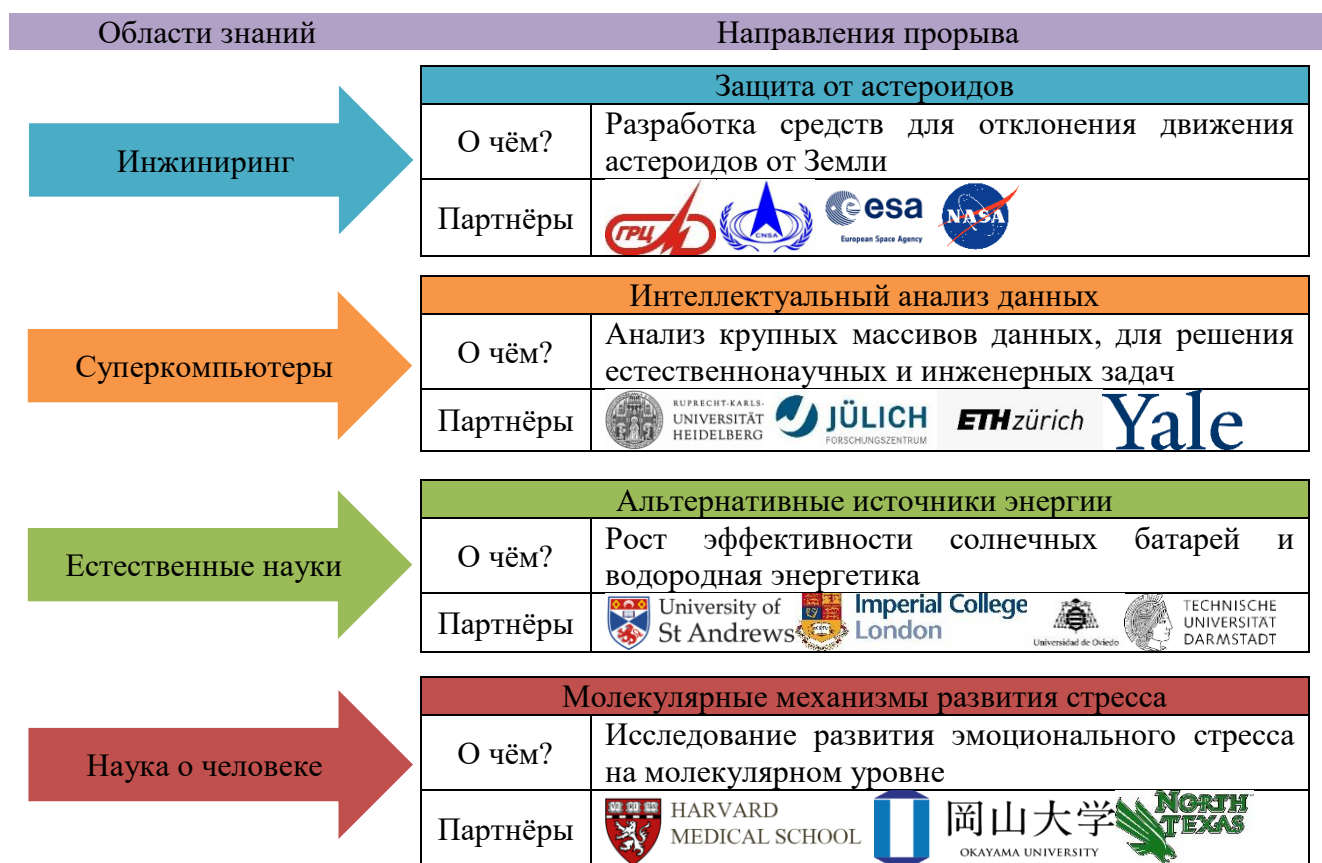 Области знаний
Направления прорыва
Инжиниринг
Защита от астероидов
О чём?
Разработка средств для отклонения движения
астероидов от Земли
Партнёры
ГРЦ
CNSA
esa
European Space Agency
NASA
Суперкомпьютеры
Интеллектуальный анализ данных
О чём?
Анализ крупных массивов данных, для решения
естественнонаучных и инженерных задач
Партнёры
RUPRECHT-KARLS-
UNIVERSITÄT
HEIDELBERG
JÜLICH
FORSCHUNGSZENTRUM
ETH zürich
Yale
Естественные науки
Альтернативные источники энергии
О чём?
Рост эффективности солнечных батарей и
водородная энергетика
Партнёры
University of
St Andrews
Imperial College
London
Universidad de Oviedo
TECHNISCHE
UNIVERSITÄT
DARMSTADT
Наука о человеке
Молекулярные механизмы развития стресса
О чём?
Исследование развития эмоционального стресса
на молекулярном уровне
Партнёры
HARVARD
MEDICAL SCHOOL
岡山大学
OKAYAMA UNIVERSITY
NORTH
TEXAS